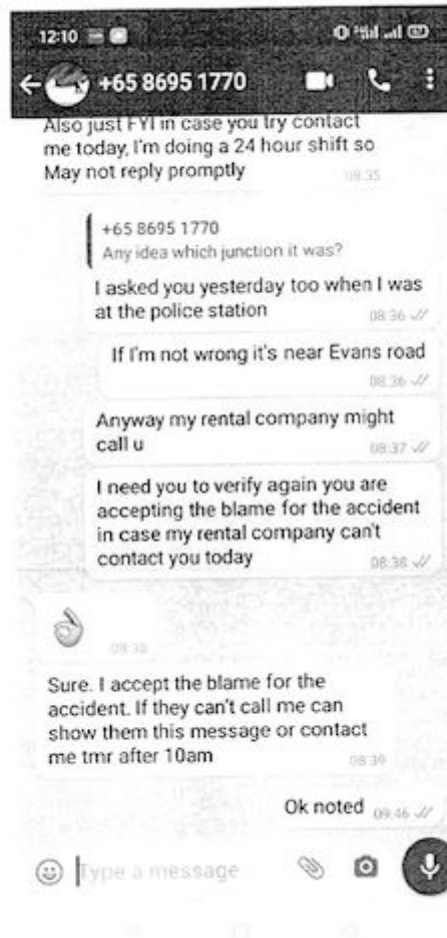 12:10
+65 8695 1770
Also just FYI in case you try contact
me today, I'm doing a 24 hour shift so
May not reply promptly
08:35
+65 8695 1770
Any idea which junction it was?
I asked you yesterday too when I was
at the police station
08:36
If I'm not wrong it's near Evans road
08:36
Anyway my rental company might
call u
08:37
I need you to verify again you are
accepting the blame for the accident
in case my rental company can't
contact you today
08:38
08:38
Sure. I accept the blame for the
accident. If they can't call me can
show them this message or contact
me tmr after 10am
08:39
Ok noted
09:46
Type a message